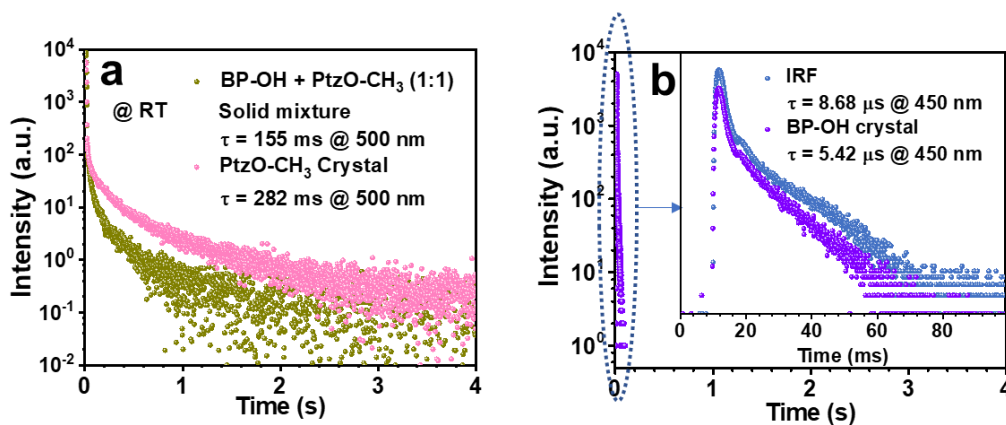 a
@ RT
BP-OH + PtzO-CH₃ (1:1)
Solid mixture
τ = 155 ms @ 500 nm
PtzO-CH₃ Crystal
τ = 282 ms @ 500 nm
Intensity (a.u.)
10⁴
10³
10²
10¹
10⁰
10⁻¹
10⁻²
0
1
2
3
4
Time (s)
b
IRF
τ = 8.68 μs @ 450 nm
BP-OH crystal
τ = 5.42 μs @ 450 nm
Intensity (a.u.)
10⁴
10³
10²
10¹
10⁰
0
20
40
60
80
Time (ms)
0
1
2
3
4
Time (s)